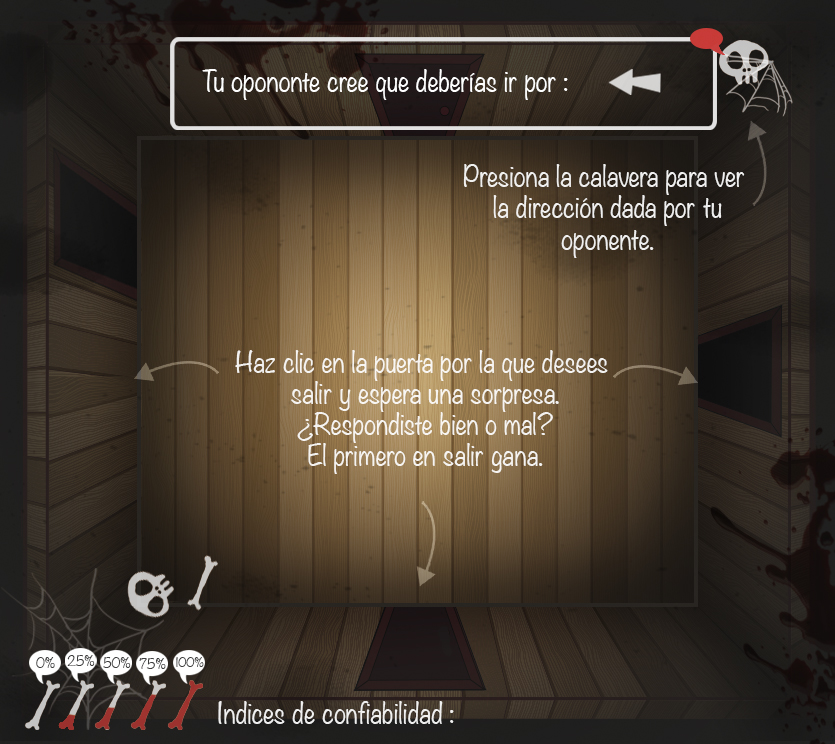 Tu opononte cree que deberías ir por :
Presiona la calavera para ver
la dirección dada por tu
oponente.
Haz clic en la puerta por la que desees
salir y espera una sorpresa.
¿Respondiste bien o mal?
El primero en salir gana.
0% 25% 50% 75% 100%
Indices de confiabilidad :